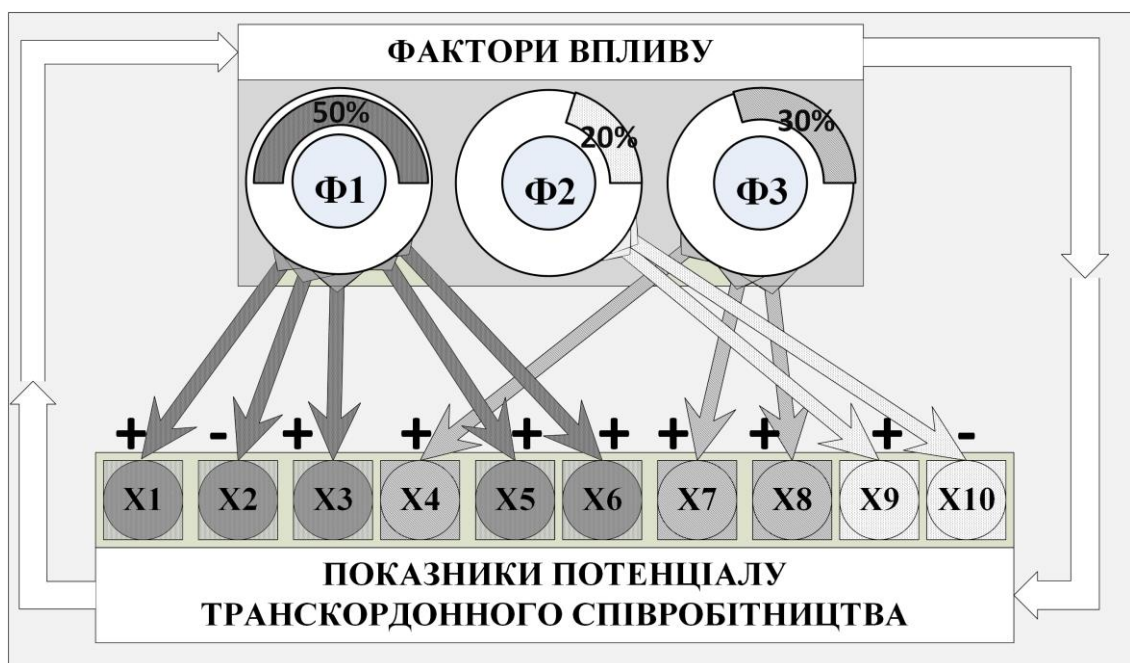 ФАКТОРИ ВПЛИВУ
50%
20%
30%
Ф1
Ф2
Ф3
+ - + + + + + + + -
X1 X2 X3 X4 X5 X6 X7 X8 X9 X10
ПОКАЗНИКИ ПОТЕНЦІАЛУ
ТРАНСКОРДОННОГО СПІВРОБІТНИЦТВА